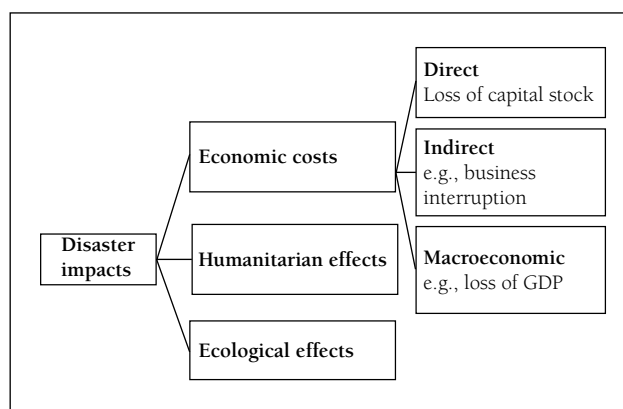 Disaster
impacts
Economic costs
Humanitarian effects
Ecological effects
Direct
Loss of capital stock
Indirect
e.g., business
interruption
Macroeconomic
e.g., loss of GDP